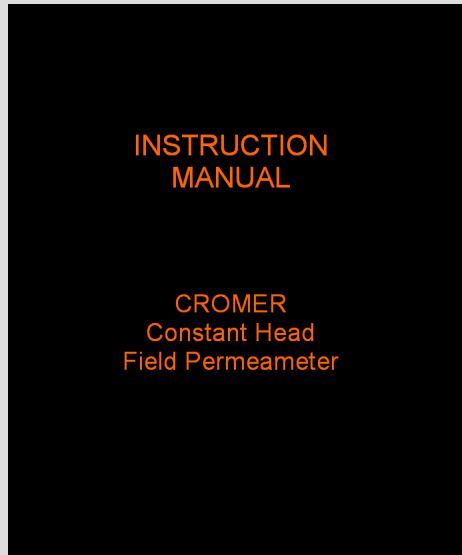 INSTRUCTION
MANUAL
CROMER
Constant Head
Field Permeameter